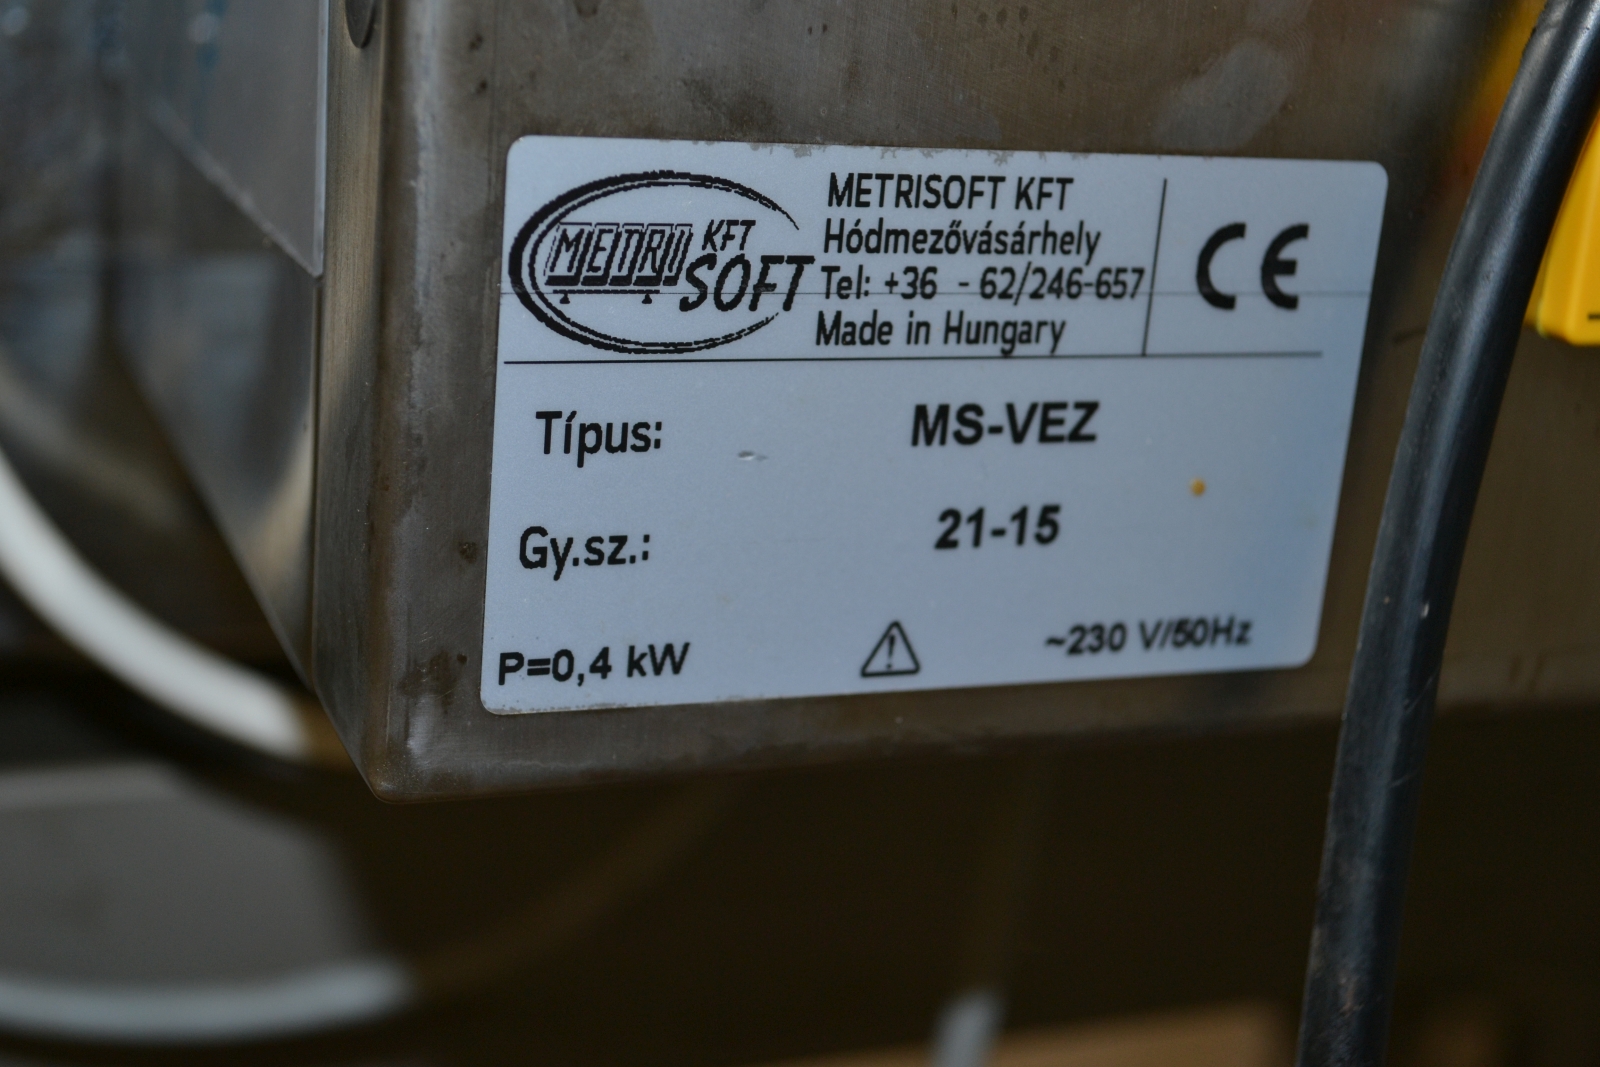 METRI KFT SOFT
METRISOFT KFT
Hódmezővásárhely
Tel: +36 - 62/246-657
Made in Hungary
CE
Típus: MS-VEZ
Gy.sz.: 21-15
P=0,4 kW ~230 V/50Hz